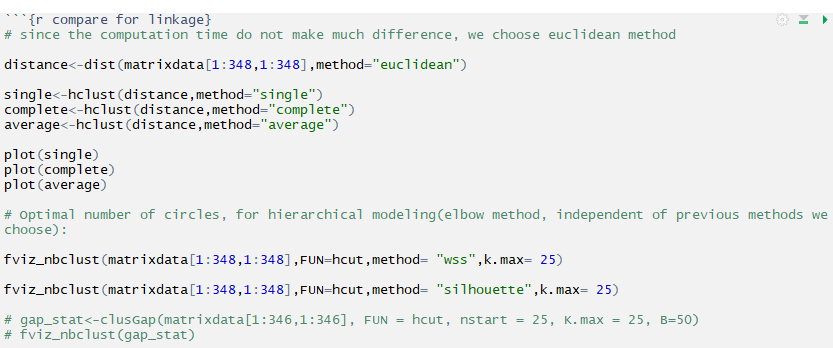 ```{r compare for linkage}
# since the computation time do not make much difference, we choose euclidean method
distance<-dist(matrixdata[1:348,1:348],method="euclidean")
single<-hclust(distance,method="single")
complete<-hclust(distance,method="complete")
average<-hclust(distance,method="average")
plot(single)
plot(complete)
plot(average)
# Optimal number of circles, for hierarchical modeling(elbow method, independent of previous methods we
choose):
fviz_nbclust(matrixdata[1:348,1:348],FUN=hcut,method= "wss",k.max= 25)
fviz_nbclust(matrixdata[1:348,1:348],FUN=hcut,method= "silhouette",k.max= 25)
# gap_stat<-clusGap(matrixdata[1:346,1:346], FUN = hcut, nstart = 25, K.max = 25, B=50)
# fviz_nbclust(gap_stat)